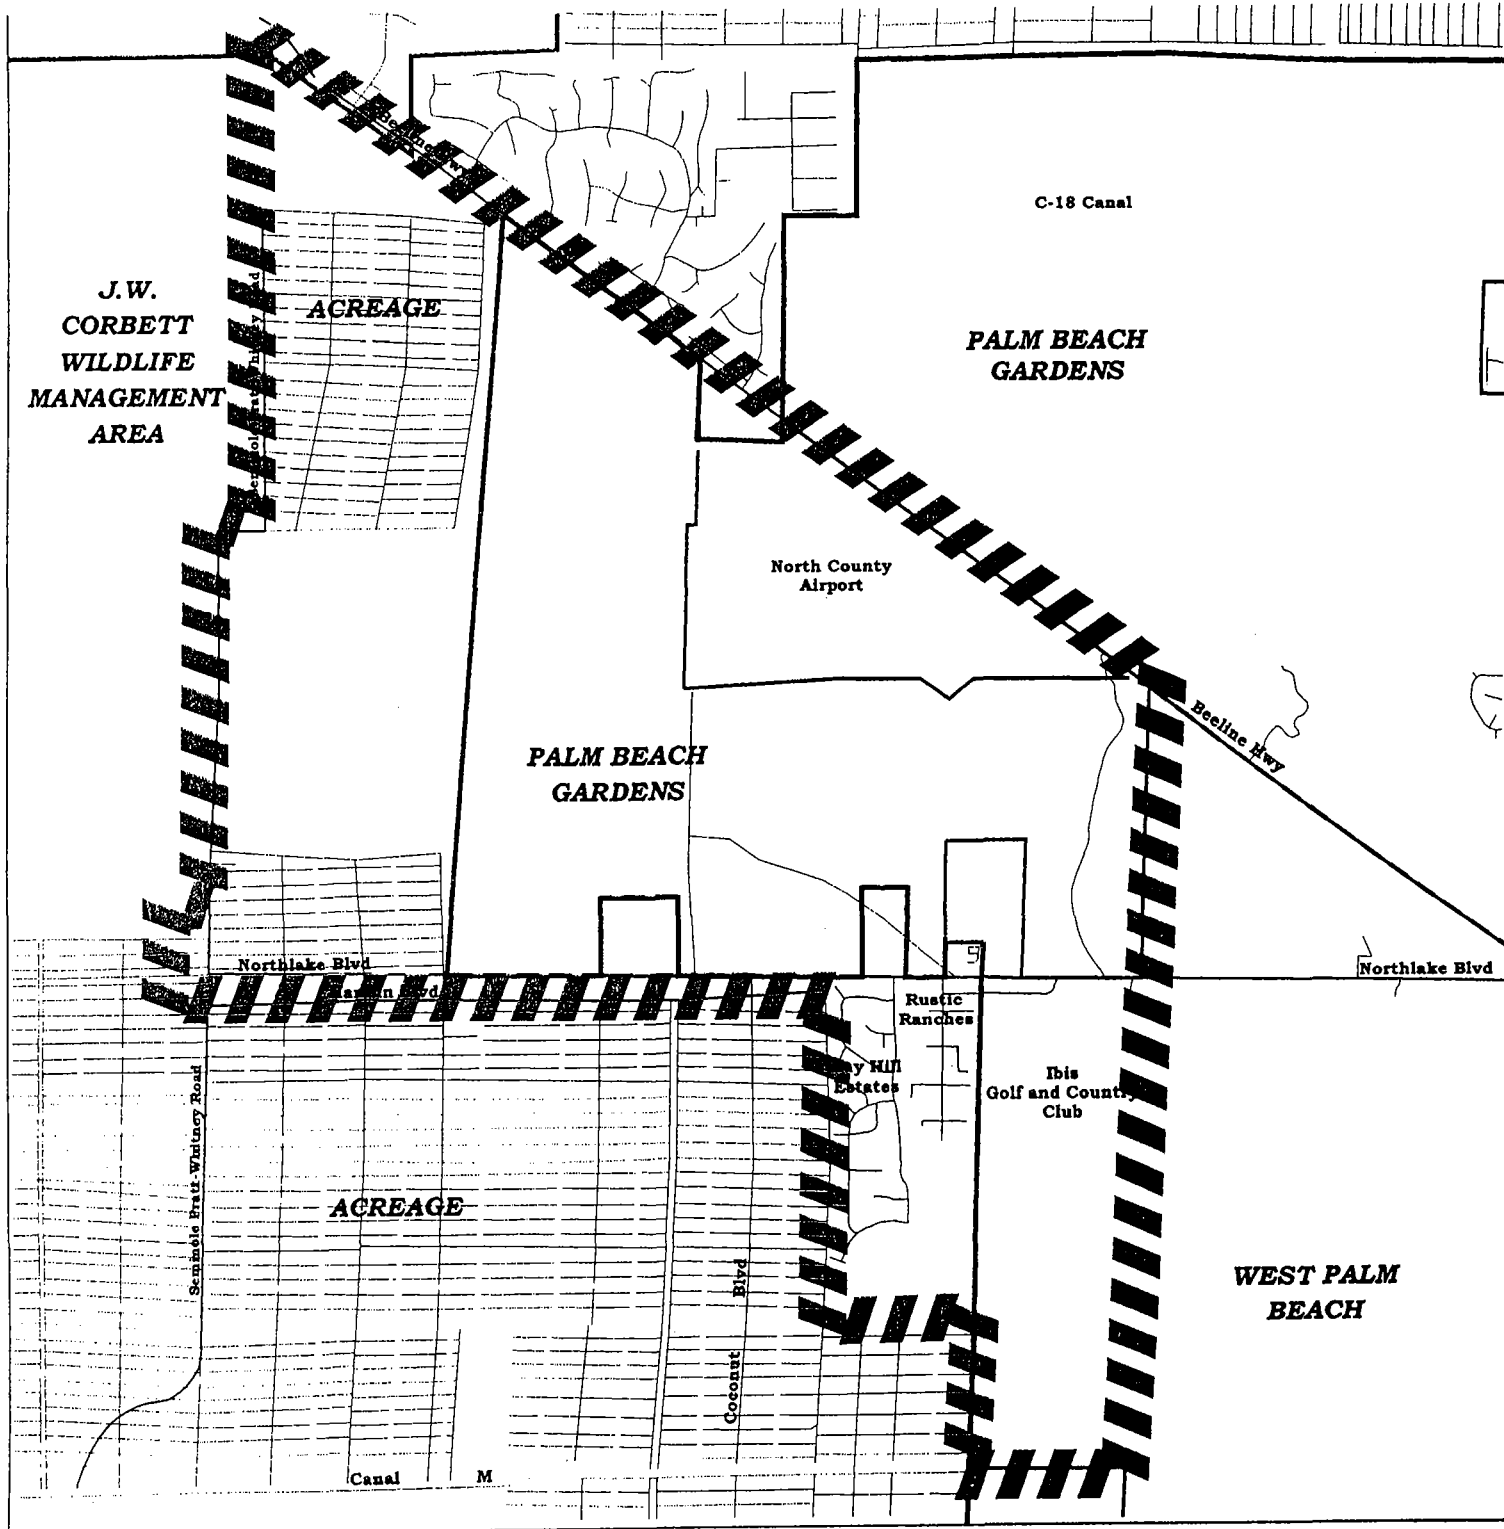 C-18 Canal
J.W.
CORBETT
WILDLIFE
MANAGEMENT
AREA
ACREAGE
PALM BEACH
GARDENS
North County
Airport
Beeline Hwy
PALM BEACH
GARDENS
Northlake Blvd
Northlake Blvd
Blvd
Rustic
Ranches
Hill
Estates
Ibis
Golf and Country
Club
Seminole Pratt-Whitney Road
ACREAGE
Coconut Blvd
WEST PALM
BEACH
Canal M